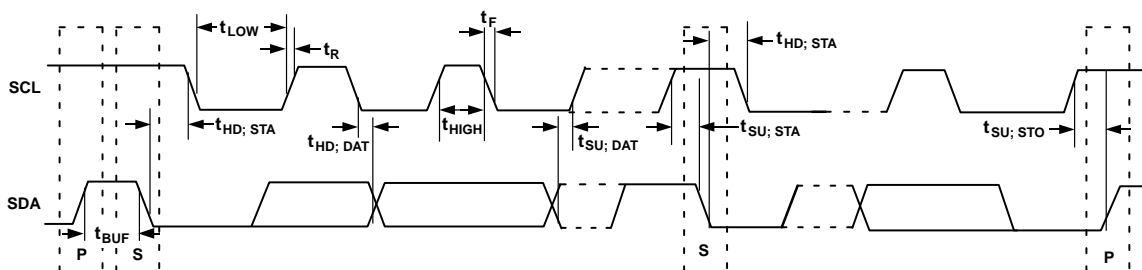 tLOW
tF
tR
tHD; STA
SCL
tHD; STA
tHIGH
tHD; DAT
tSU; DAT
tSU; STA
tSU; STO
SDA
tBUF
P
S
S
P